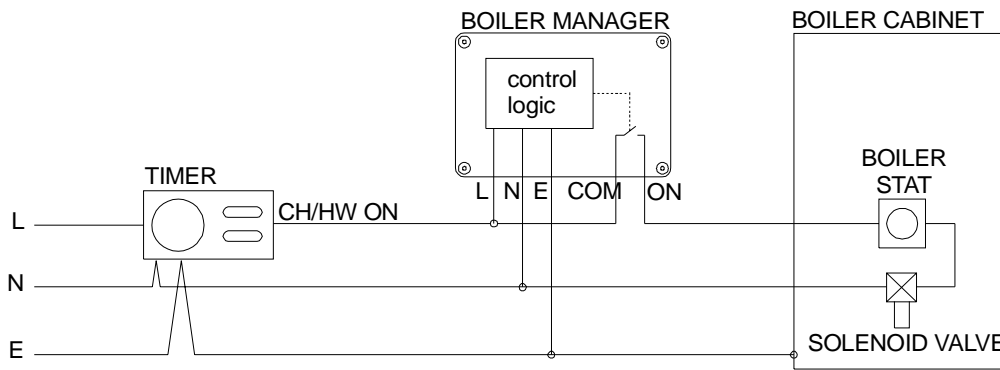 BOILER MANAGER
BOILER CABINET
control
logic
BOILER
STAT
TIMER
L N E COM ON
CH/HW ON
L
N
SOLENOID VALVE
E